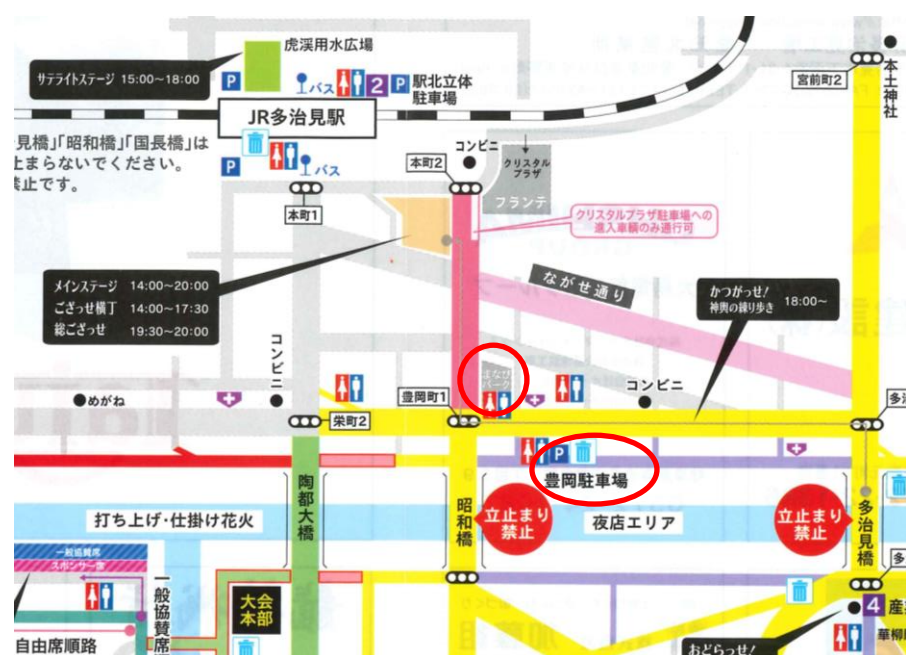 虎渓用水広場
サテライトステージ 15:00~18:00
P
バス
2
P
駅北立体
駐車場
宮前町2
本土神社
JR多治見駅
見橋」「昭和橋」「国長橋」は
止まらないでください。
禁止です。
P
バス
コンビニ
本町2
クリスタル
プラザ
フランテ
本町1
クリスタルプラザ駐車場への
進入車輌のみ通行可
メインステージ 14:00~20:00
ござっせ横丁 14:00~17:30
総ござっせ 19:30~20:00
ながせ通り
かつがっせ!
神輿の練り歩き 18:00~
コンビニ
まなび
パーク
コンビニ
めがね
豊岡町1
栄町2
多治
P
豊岡駐車場
陶都大橋
昭和橋
立止まり
禁止
打ち上げ・仕掛け花火
夜店エリア
立止まり
禁止
多治見橋
一般協賛席
スポンサー席
多
一般協賛席
大会
本部
4
産
華柳
自由席順路
おどらっせ!